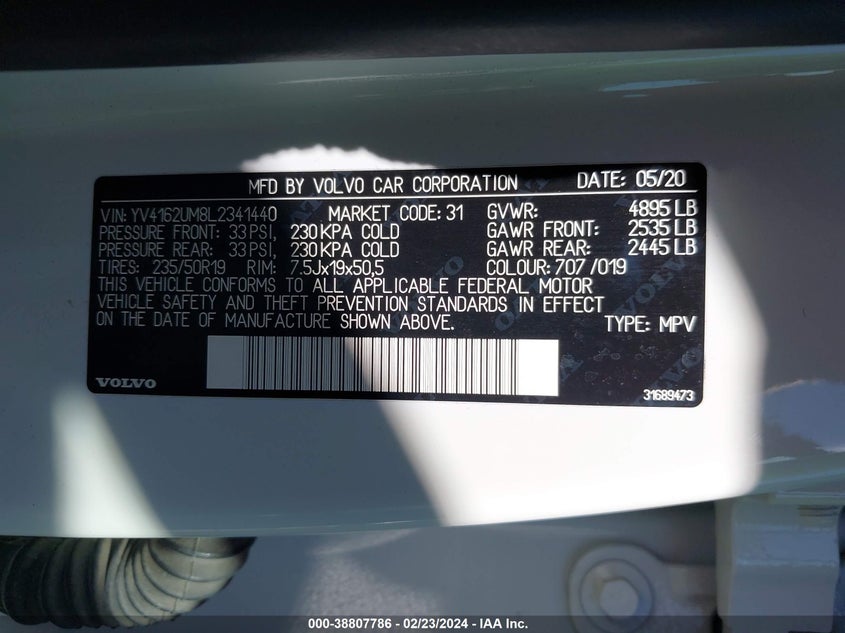 MFD BY VOLVO CAR CORPORATION DATE: 05/20
VIN: YV4162UM8L2341440 MARKET CODE: 31 GVWR: 4895 LB
PRESSURE FRONT: 33 PSI, 230 KPA COLD GAWR FRONT: 2535 LB
PRESSURE REAR: 33 PSI, 230 KPA COLD GAWR REAR: 2445 LB
TIRES: 235/50R19 RIM: 7.5Jx19x50,5 COLOUR: 707 /019
THIS VEHICLE CONFORMS TO ALL APPLICABLE FEDERAL MOTOR
VEHICLE SAFETY AND THEFT PREVENTION STANDARDS IN EFFECT
ON THE DATE OF MANUFACTURE SHOWN ABOVE. TYPE: MPV
VOLVO 31689473
000-38807786 - 02/23/2024 - IAA Inc.